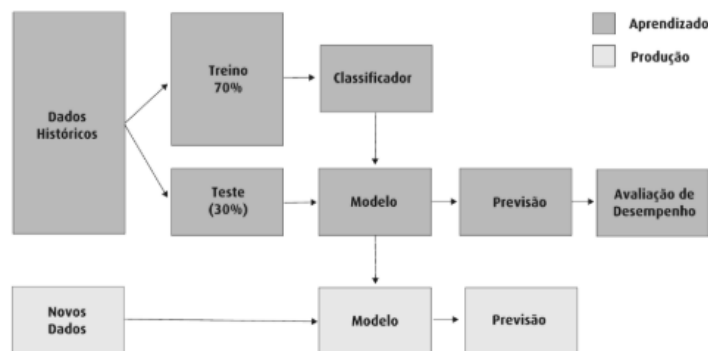 Aprendizado
Produção
Dados
Históricos
Treino
70%
Classificador
Teste
(30%)
Modelo
Previsão
Avaliação de
Desempenho
Novos
Dados
Modelo
Previsão